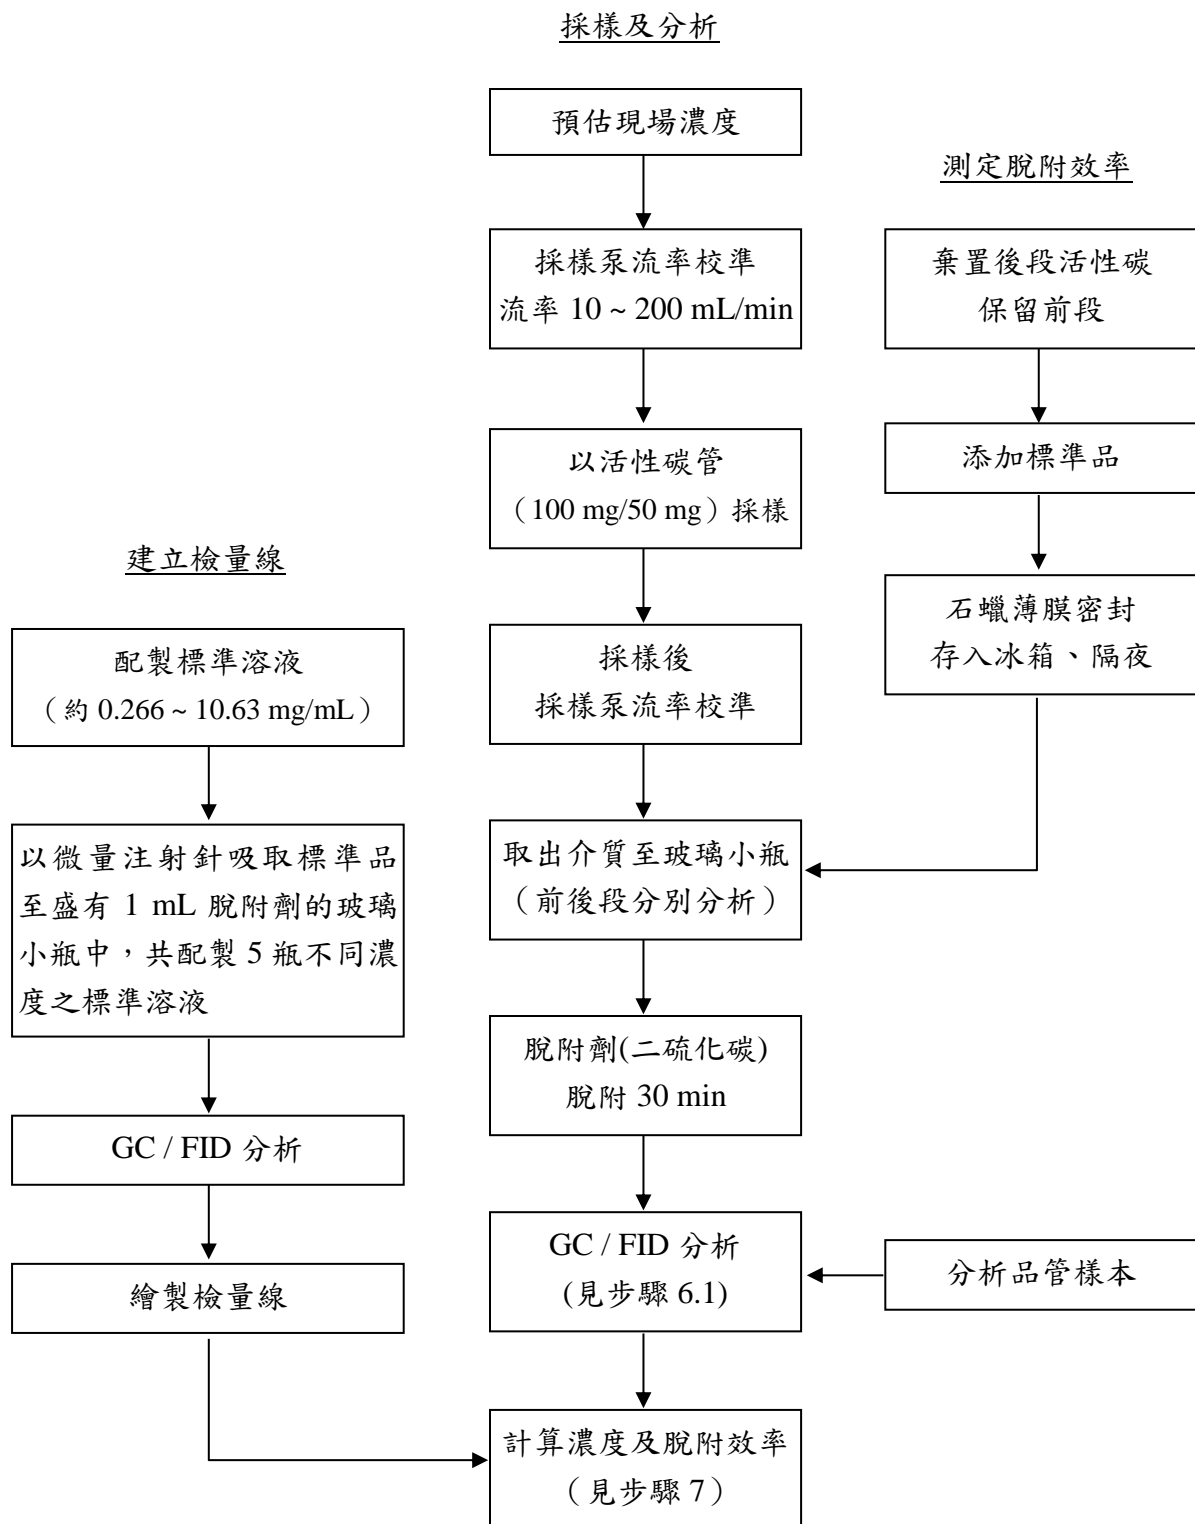 採樣及分析
預估現場濃度
採樣泵流率校準
流率 10 ~ 200 mL/min
以活性碳管
（100 mg/50 mg）採樣
採樣後
採樣泵流率校準
取出介質至玻璃小瓶
（前後段分別分析）
脫附劑(二硫化碳)
脫附 30 min
GC / FID 分析
(見步驟 6.1)
計算濃度及脫附效率
（見步驟 7）
測定脫附效率
棄置後段活性碳
保留前段
添加標準品
石蠟薄膜密封
存入冰箱、隔夜
分析品管樣本
建立檢量線
配製標準溶液
（約 0.266 ~ 10.63 mg/mL）
以微量注射針吸取標準品
至盛有 1 mL 脫附劑的玻璃
小瓶中，共配製 5 瓶不同濃
度之標準溶液
GC / FID 分析
繪製檢量線